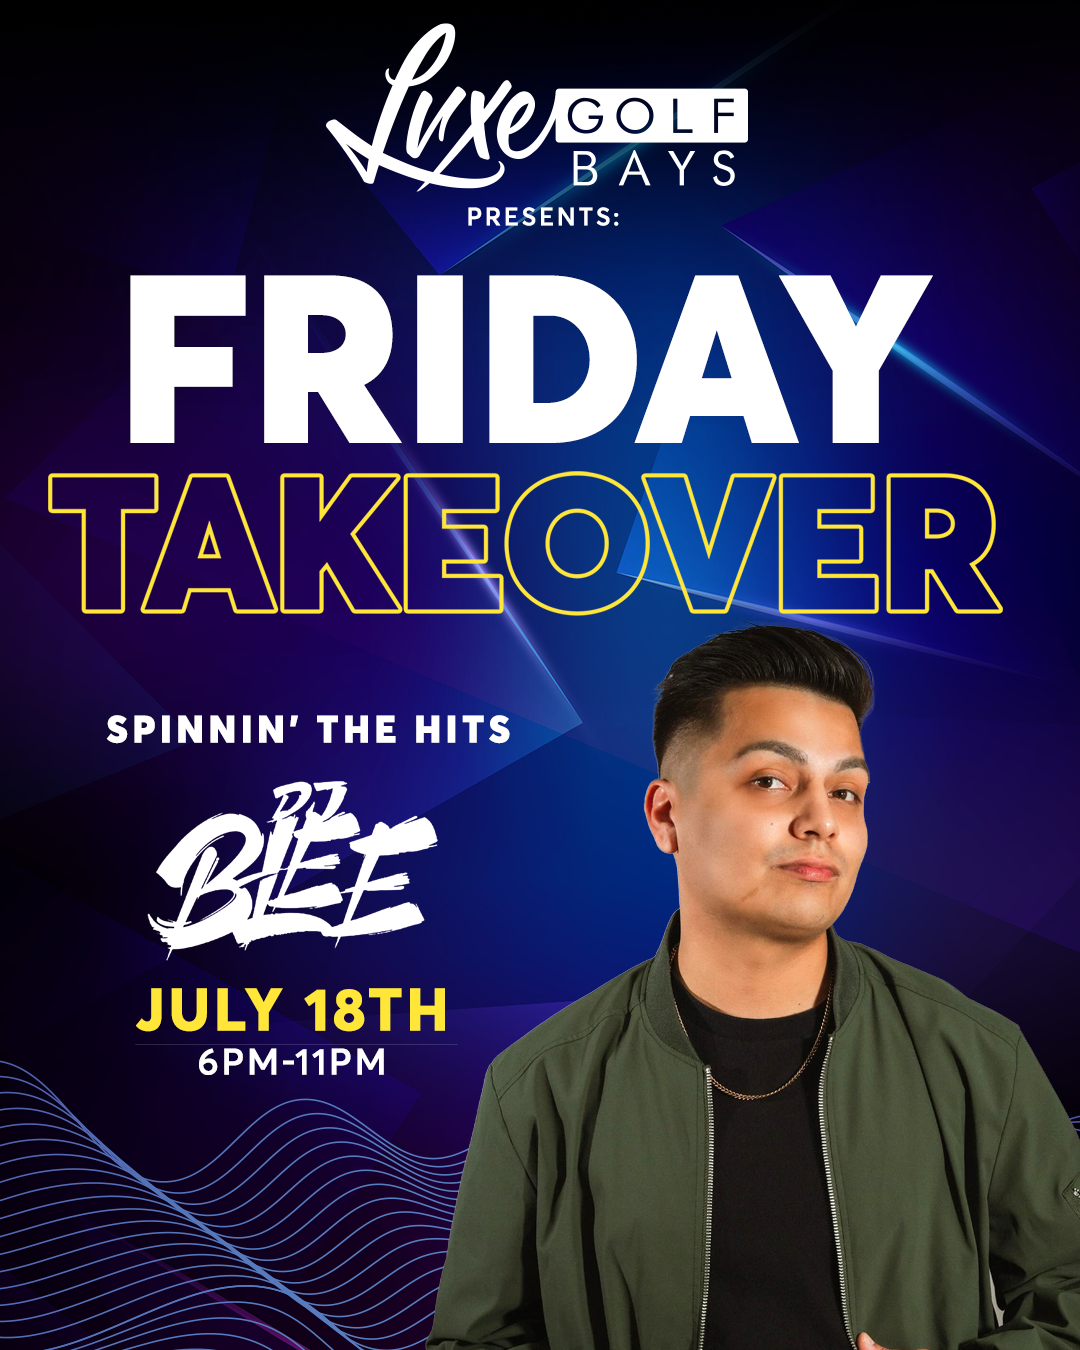 Luxe GOLF
BAYS
PRESENTS:
FRIDAY
TAKEOVER
SPINNIN' THE HITS
DJ
BLEE
JULY 18TH
6PM-11PM